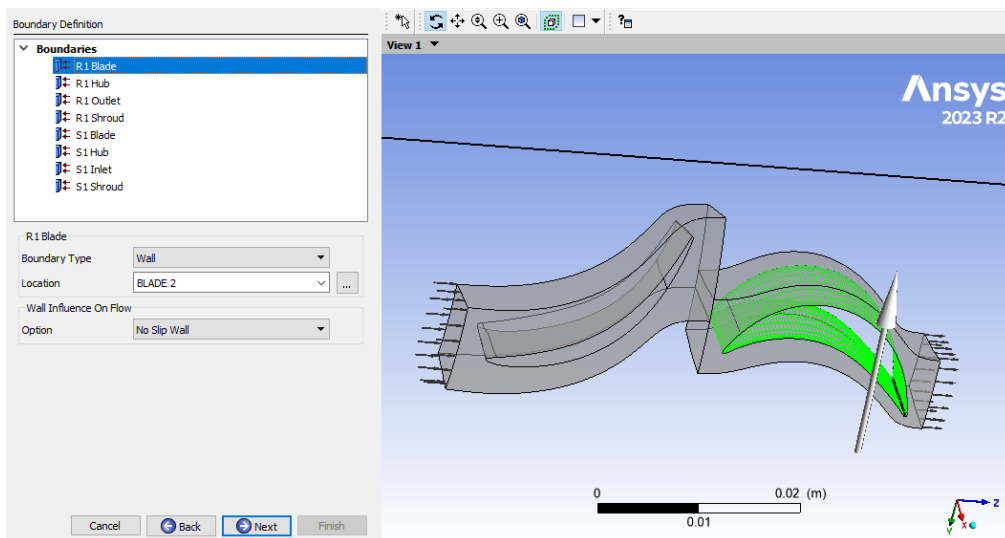 Boundary Definition
Boundaries
R1 Blade
R1 Hub
R1 Outlet
R1 Shroud
S1 Blade
S1 Hub
S1 Inlet
S1 Shroud
R1 Blade
Boundary Type Wall
Location BLADE 2 ...
Wall Influence On Flow
Option No Slip Wall
Cancel Back Next Finish
View 1
Ansys
2023 R2
0 0.02 (m)
0.01
Z
Y X